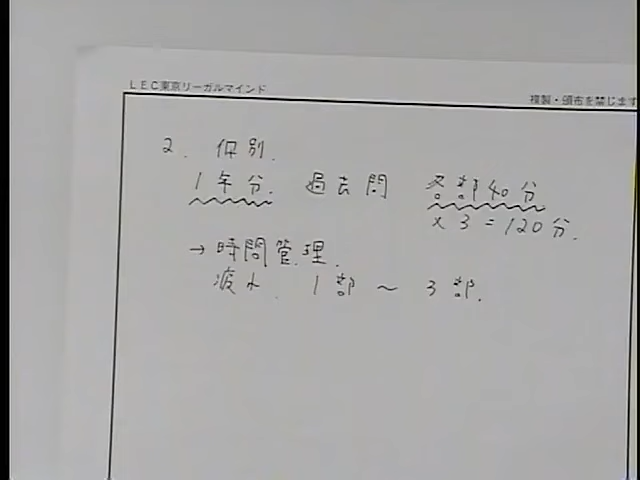 LEC東京リーガルマインド
複製・頒布を禁じます
2. 個別.
1年分. 過去問 各部40分
×3=120分.
→時間管理.
疲れ. 1部~3部.